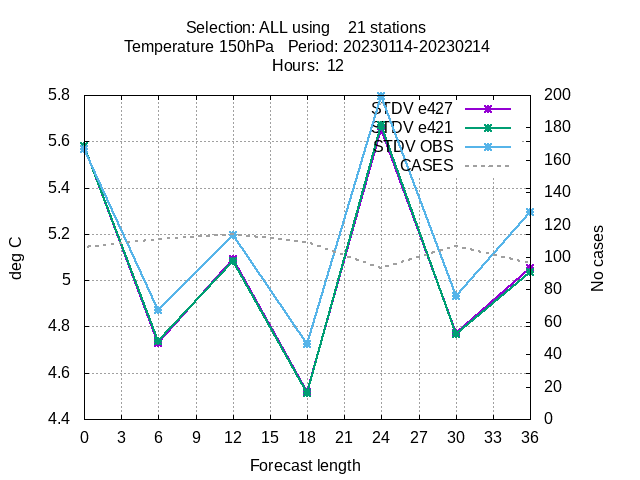 Selection: ALL using 21 stations
Temperature 150hPa Period: 20230114-20230214
Hours: 12
5.8
5.6
5.4
5.2
5
4.8
4.6
4.4
deg C
STDV e427
STDV e421
STDV OBS
CASES
200
180
160
140
120
100
80
60
40
20
0
No cases
0 3 6 9 12 15 18 21 24 27 30 33 36
Forecast length